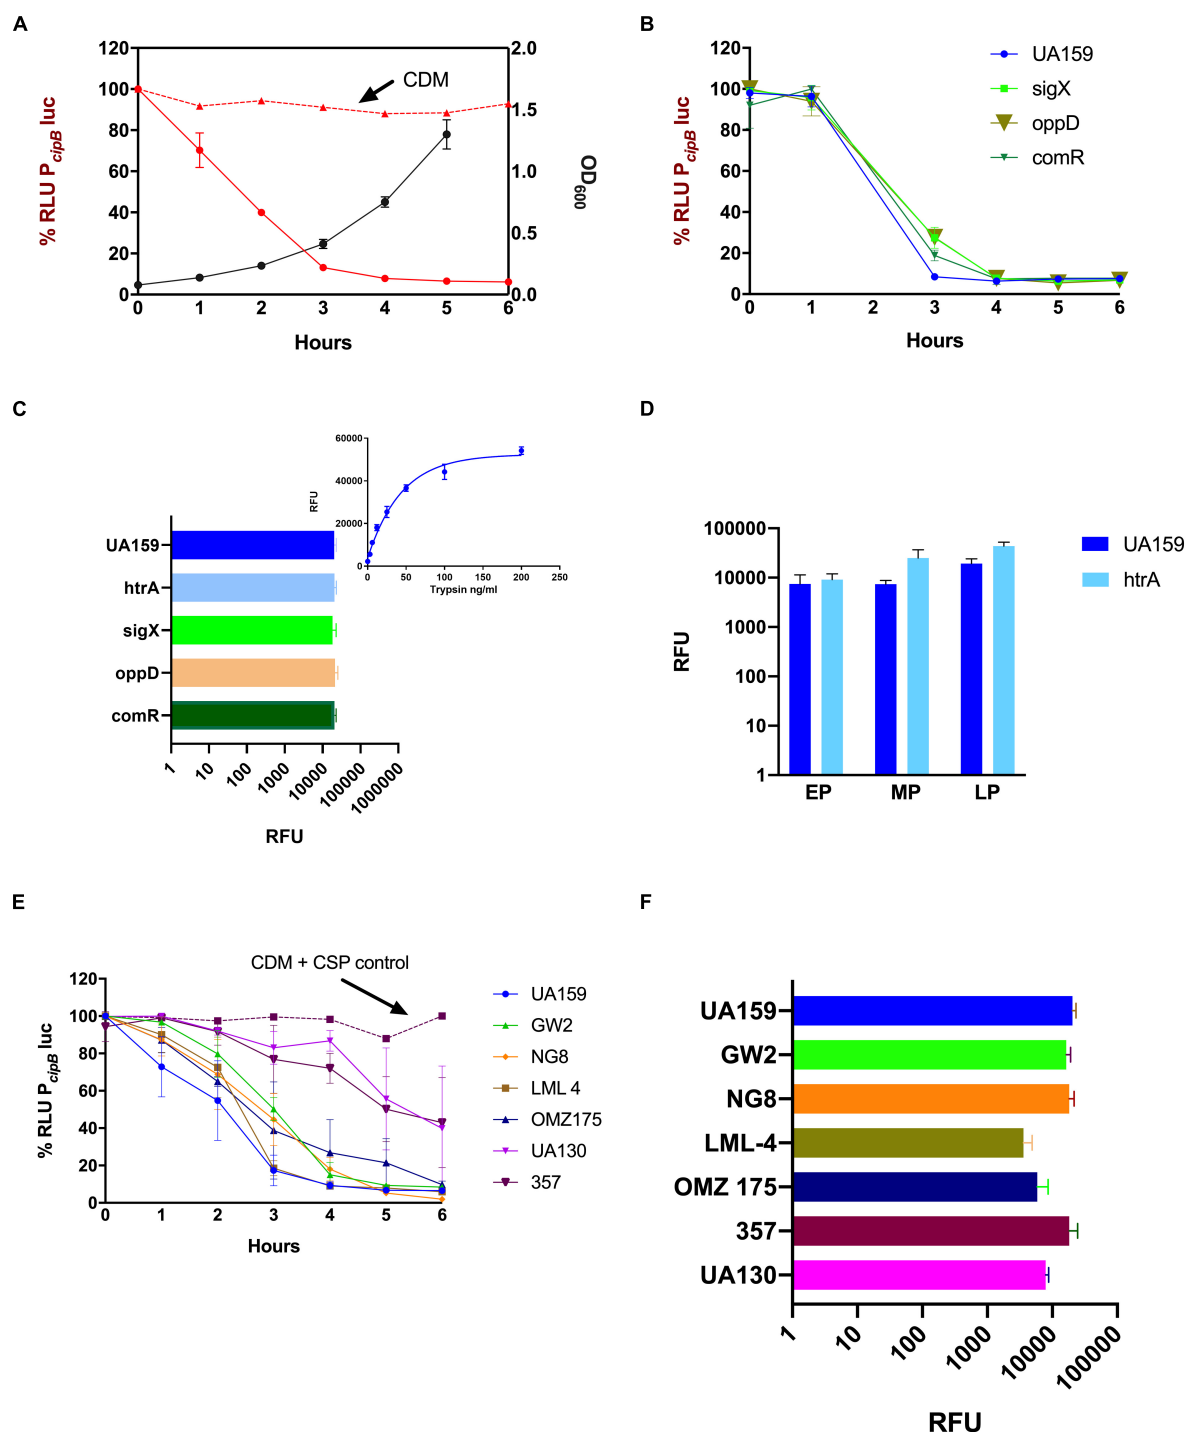 A
% RLU PcipB luc
120
100
80
60
40
20
0
CDM
2.0
1.5
1.0
0.5
0.0
OD600
0 1 2 3 4 5 6
Hours
B
% RLU PcipB luc
120
100
80
60
40
20
0
UA159
sigX
oppD
comR
0 1 2 3 4 5 6
Hours
C
RFU
60000
40000
20000
0
0 50 100 150 200 250
Trypsin ng/ml
UA159
htrA
sigX
oppD
comR
1 10 100 1000 10000 100000 1000000
RFU
D
RFU
100000
10000
1000
100
10
1
EP MP LP
UA159
htrA
E
CDM + CSP control
% RLU PcipB luc
120
100
80
60
40
20
0
0 1 2 3 4 5 6
Hours
UA159
GW2
NG8
LML 4
OMZ175
UA130
357
F
UA159
GW2
NG8
LML-4
OMZ 175
357
UA130
1 10 100 1000 10000 100000
RFU